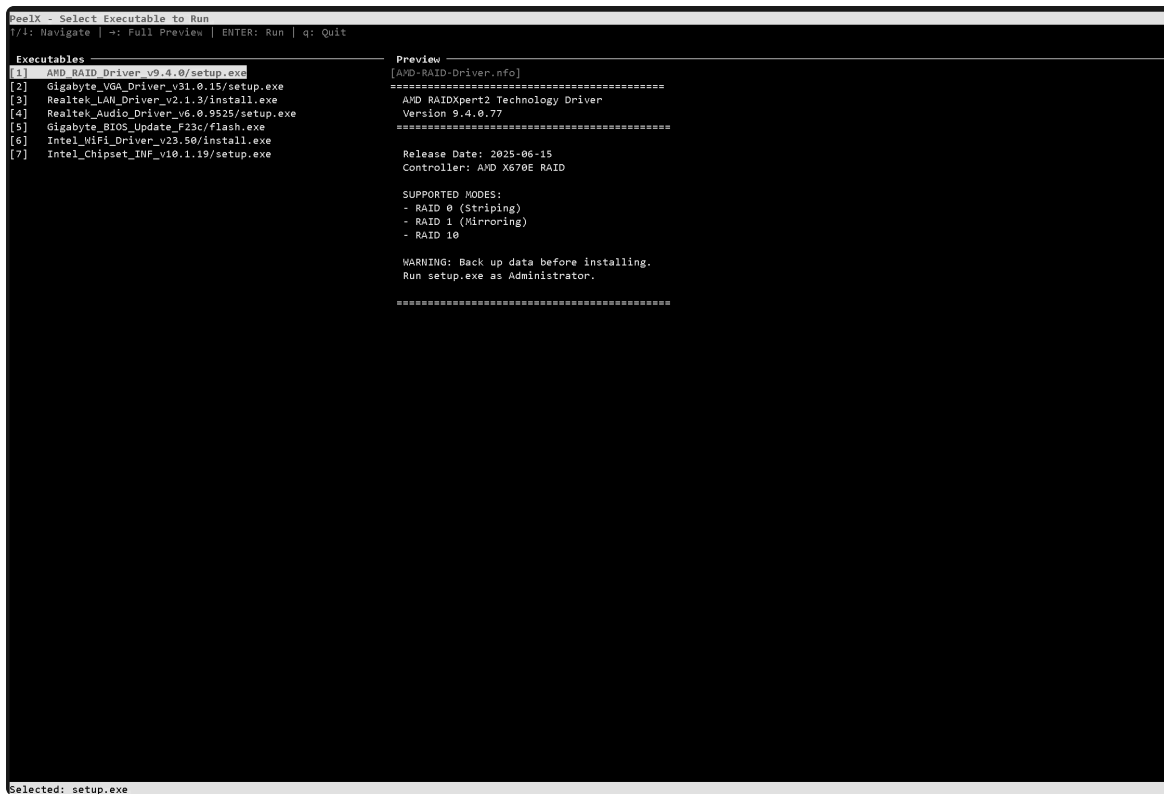 PeelX - Select Executable to Run
↑/↓: Navigate | →: Full Preview | ENTER: Run | q: Quit
Executables
[1] AMD_RAID_Driver_v9.4.0/setup.exe
[2] Gigabyte_VGA_Driver_v31.0.15/setup.exe
[3] Realtek_LAN_Driver_v2.1.3/install.exe
[4] Realtek_Audio_Driver_v6.0.9525/setup.exe
[5] Gigabyte_BIOS_Update_F23c/flash.exe
[6] Intel_WiFi_Driver_v23.50/install.exe
[7] Intel_Chipset_INF_v10.1.19/setup.exe
Preview
[AMD-RAID-Driver.nfo]
============================================
AMD RAIDXpert2 Technology Driver
Version 9.4.0.77
============================================
Release Date: 2025-06-15
Controller: AMD X670E RAID
SUPPORTED MODES:
- RAID 0 (Striping)
- RAID 1 (Mirroring)
- RAID 10
WARNING: Back up data before installing.
Run setup.exe as Administrator.
============================================
Selected: setup.exe